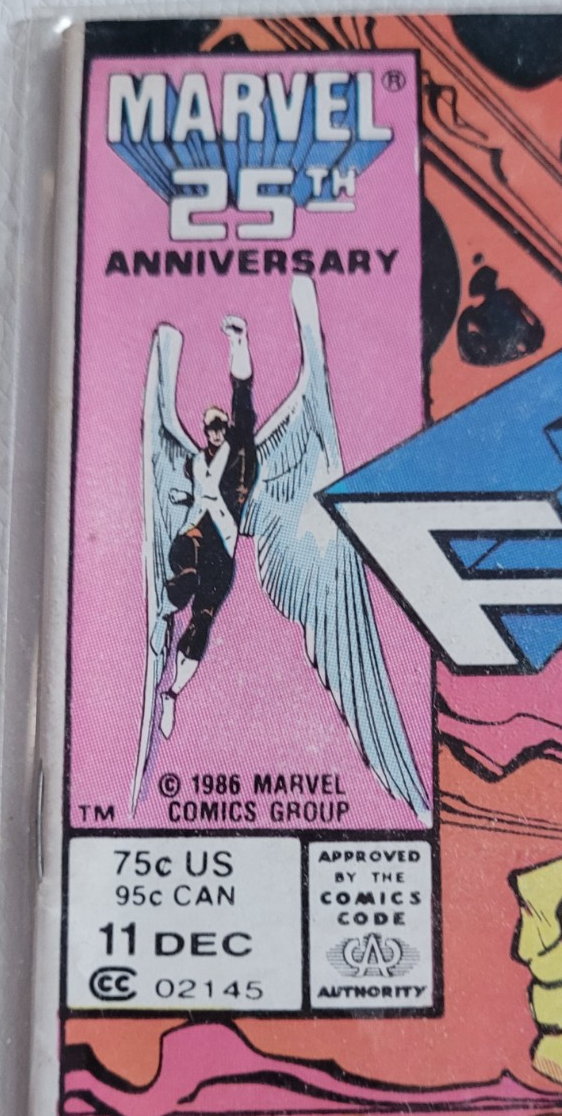 MARVEL®
25TH
ANNIVERSARY
© 1986 MARVEL
TM COMICS GROUP
75¢ US
95¢ CAN
11 DEC
CC 02145
APPROVED
BY THE
COMICS
CODE
CA
AUTHORITY
F